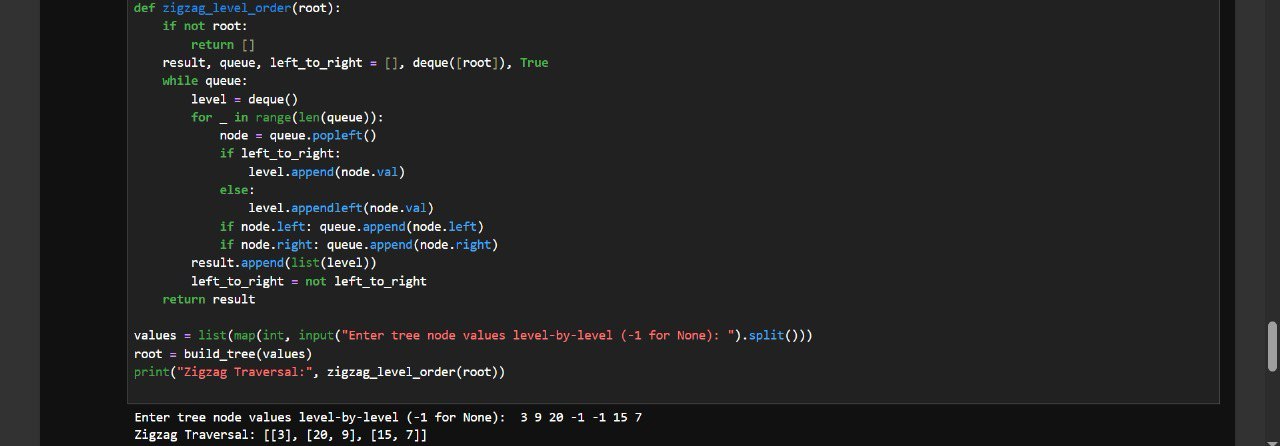 def zigzag_level_order(root):
    if not root:
        return []
    result, queue, left_to_right = [], deque([root]), True
    while queue:
        level = deque()
        for _ in range(len(queue)):
            node = queue.popleft()
            if left_to_right:
                level.append(node.val)
            else:
                level.appendleft(node.val)
            if node.left: queue.append(node.left)
            if node.right: queue.append(node.right)
        result.append(list(level))
        left_to_right = not left_to_right
    return result

values = list(map(int, input("Enter tree node values level-by-level (-1 for None): ").split()))
root = build_tree(values)
print("Zigzag Traversal:", zigzag_level_order(root))

Enter tree node values level-by-level (-1 for None):  3 9 20 -1 -1 15 7
Zigzag Traversal: [[3], [20, 9], [15, 7]]